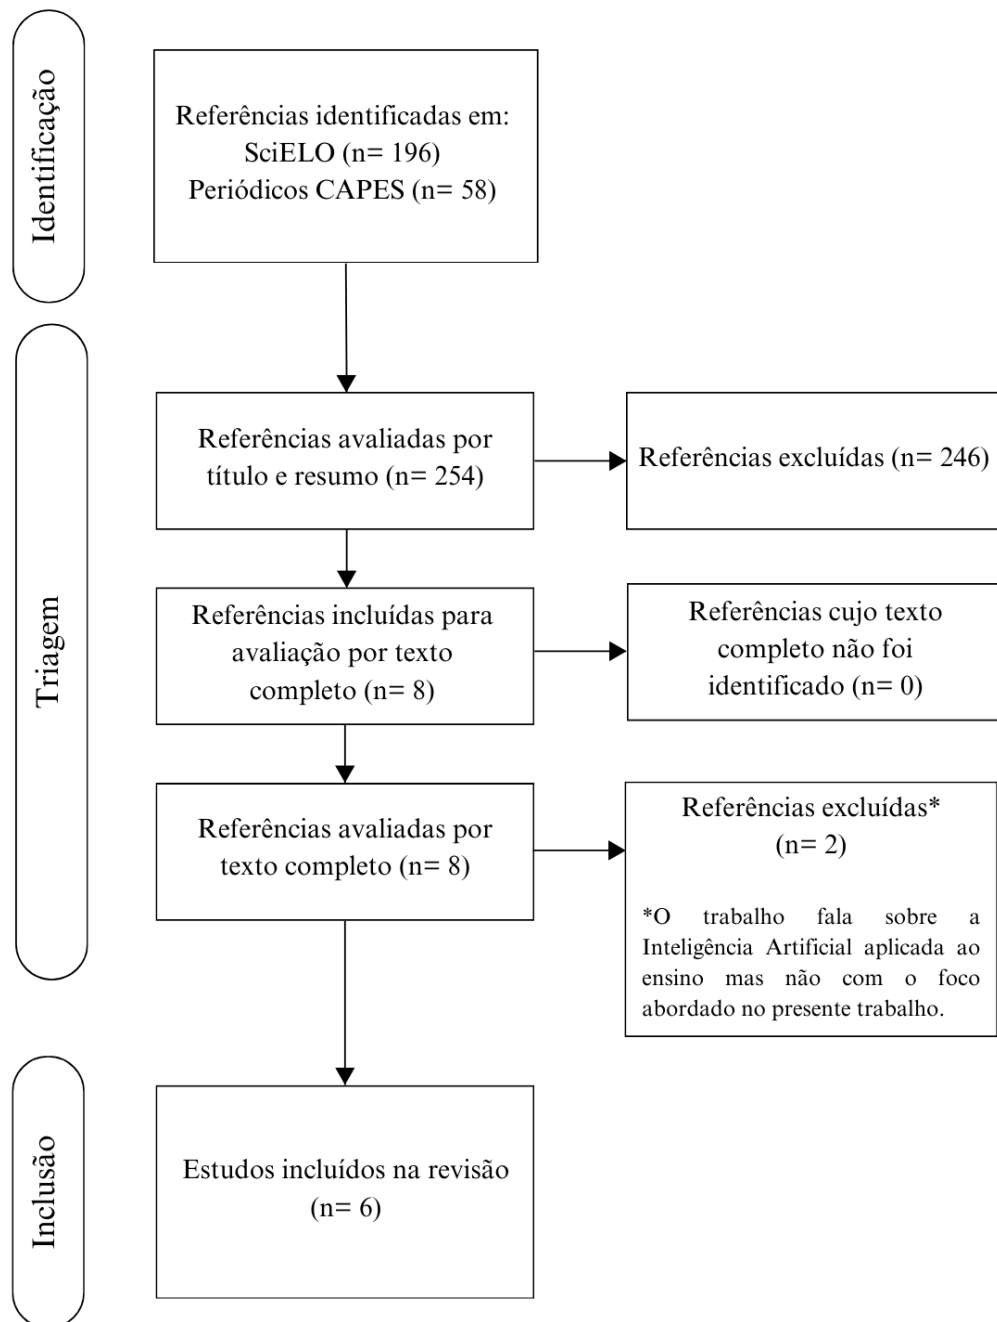 Identificação
Referências identificadas em:
SciELO (n= 196)
Periódicos CAPES (n= 58)
Triagem
Referências avaliadas por
título e resumo (n= 254)
Referências excluídas (n= 246)
Referências incluídas para
avaliação por texto
completo (n= 8)
Referências cujo texto
completo não foi
identificado (n= 0)
Referências avaliadas por
texto completo (n= 8)
Referências excluídas*
(n= 2)
*O trabalho fala sobre a
Inteligência Artificial aplicada ao
ensino mas não com o foco
abordado no presente trabalho.
Inclusão
Estudos incluídos na revisão
(n= 6)